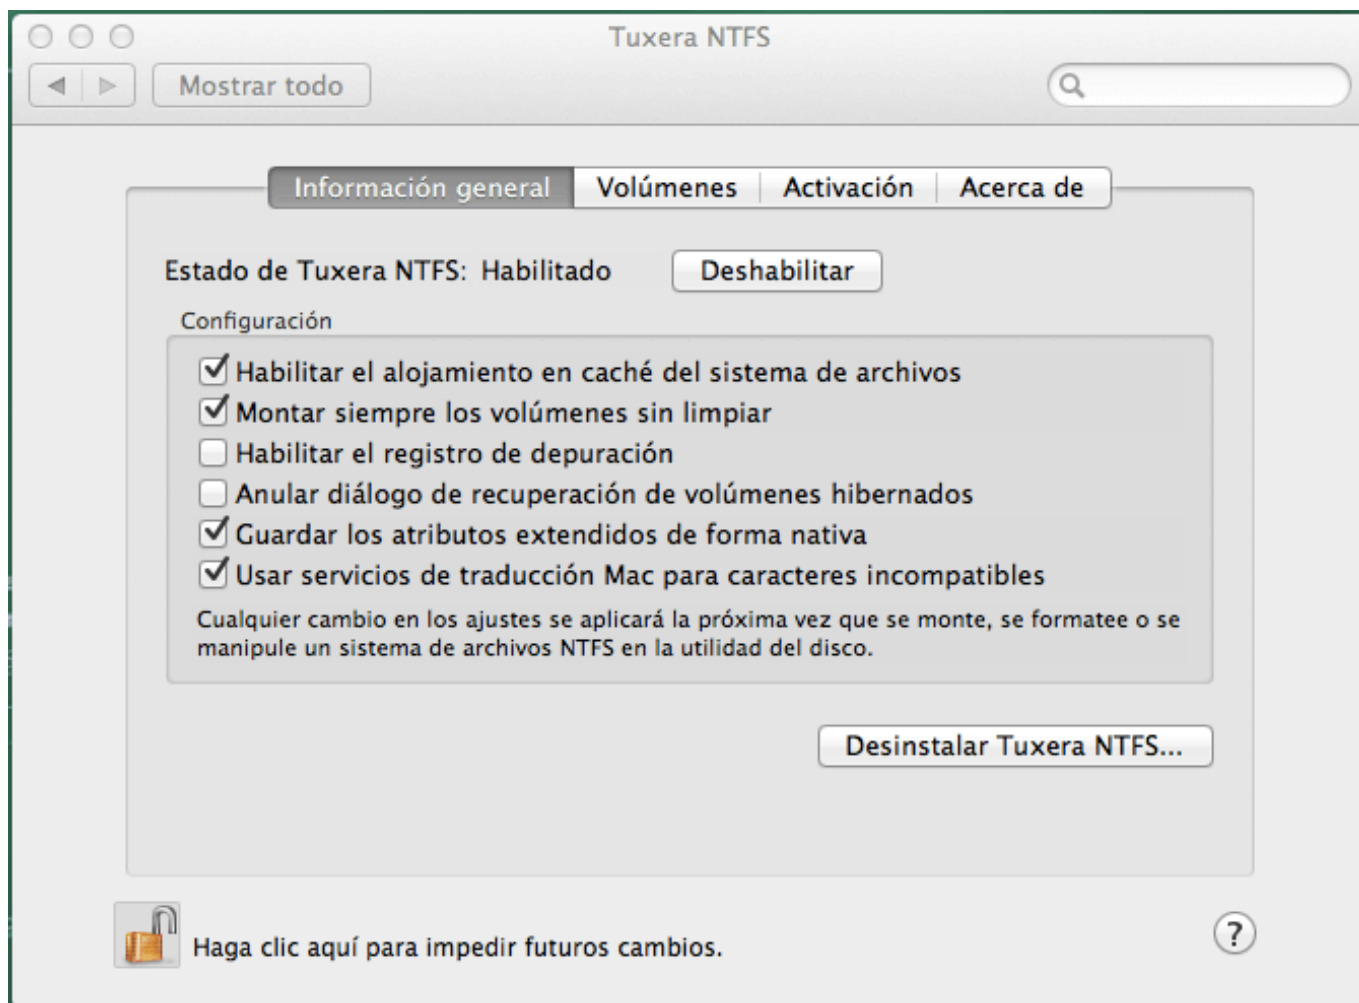 Tuxera NTFS
Mostrar todo
Información general Volúmenes Activación Acerca de
Estado de Tuxera NTFS: Habilitado Deshabilitar
Configuración
Habilitar el alojamiento en caché del sistema de archivos
Montar siempre los volúmenes sin limpiar
Habilitar el registro de depuración
Anular diálogo de recuperación de volúmenes hibernados
Guardar los atributos extendidos de forma nativa
Usar servicios de traducción Mac para caracteres incompatibles
Cualquier cambio en los ajustes se aplicará la próxima vez que se monte, se formatee o se
manipule un sistema de archivos NTFS en la utilidad del disco.
Desinstalar Tuxera NTFS...
Haga clic aquí para impedir futuros cambios.
?